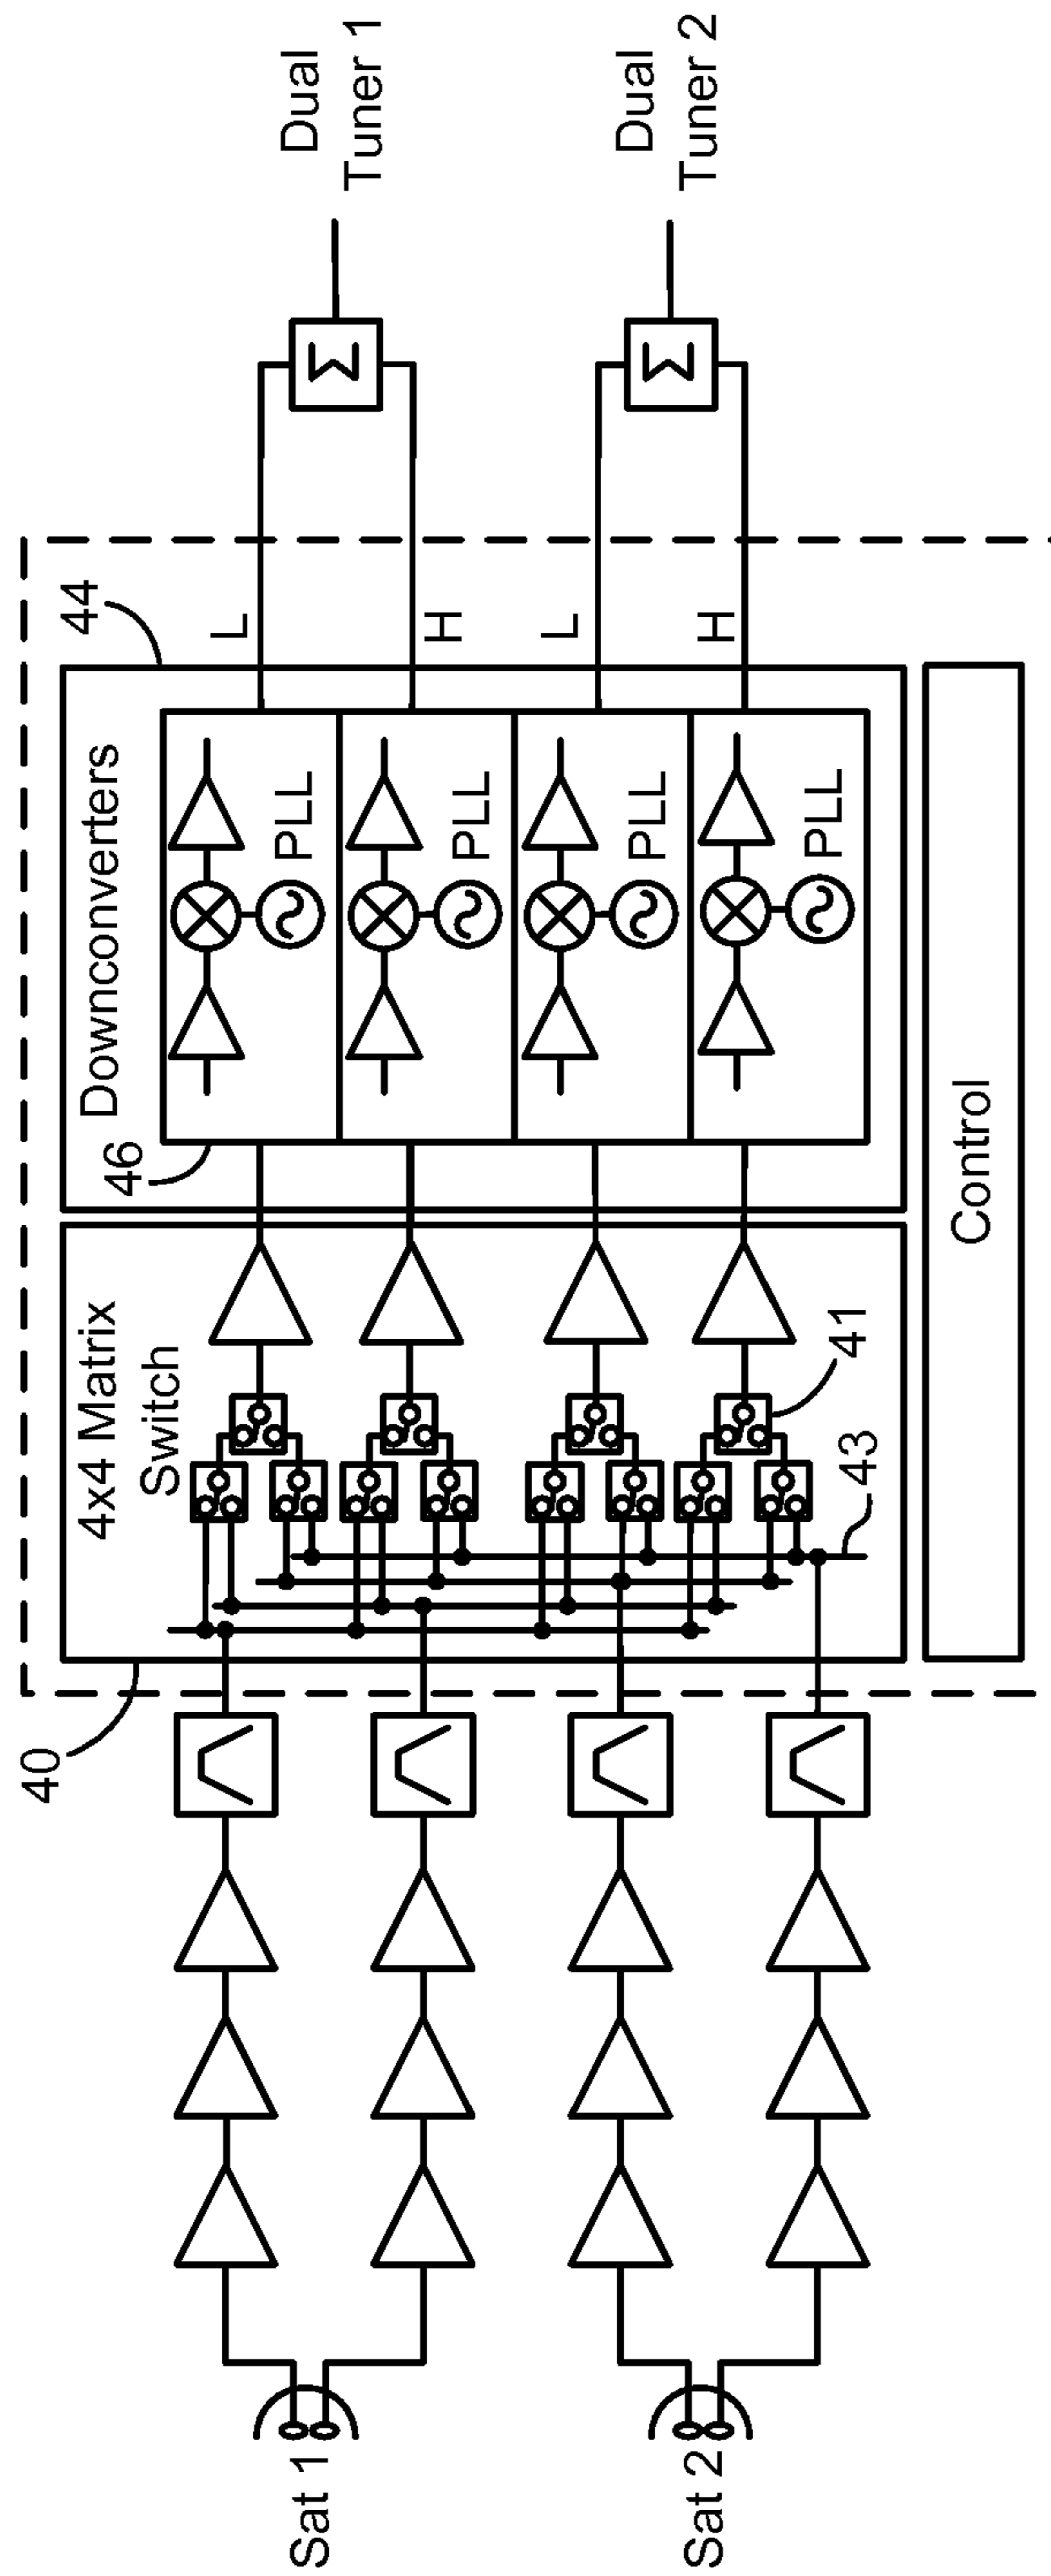 Sat 1
Sat 2
40
4x4 Matrix
Switch
41
43
46
Downconverters
44
PLL
PLL
PLL
PLL
Control
L
H
L
H
Σ
Σ
Dual
Tuner 1
Dual
Tuner 2